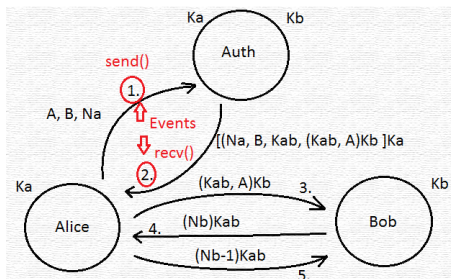 Ka
Kb
Auth
send()
1.
A, B, Na
Events
recv()
2.
[(Na, B, Kab, (Kab, A)Kb ]Ka
Ka
Alice
(Kab, A)Kb
3.
Kb
Bob
4.
(Nb)Kab
(Nb-1)Kab
5.